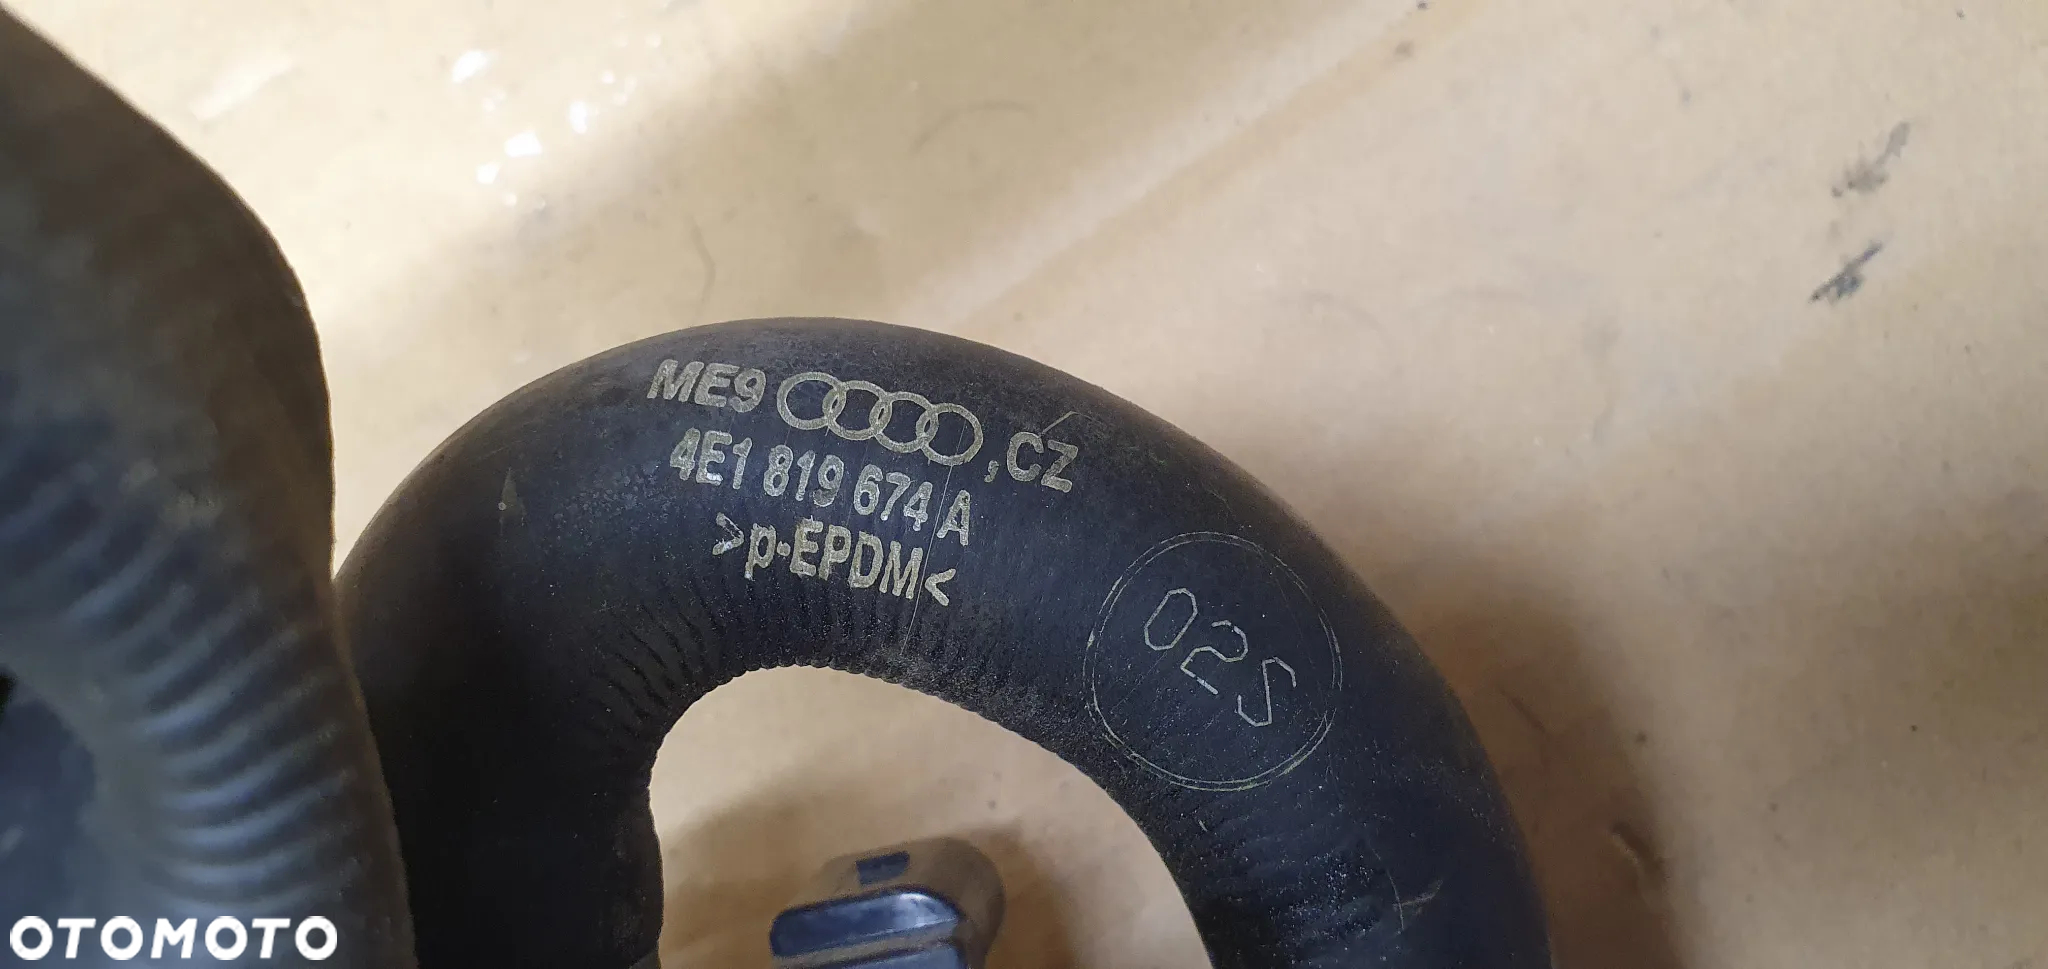 ME9 ,CZ
4E1 819 674 A
>p-EPDM<
02S
OTOMOTO